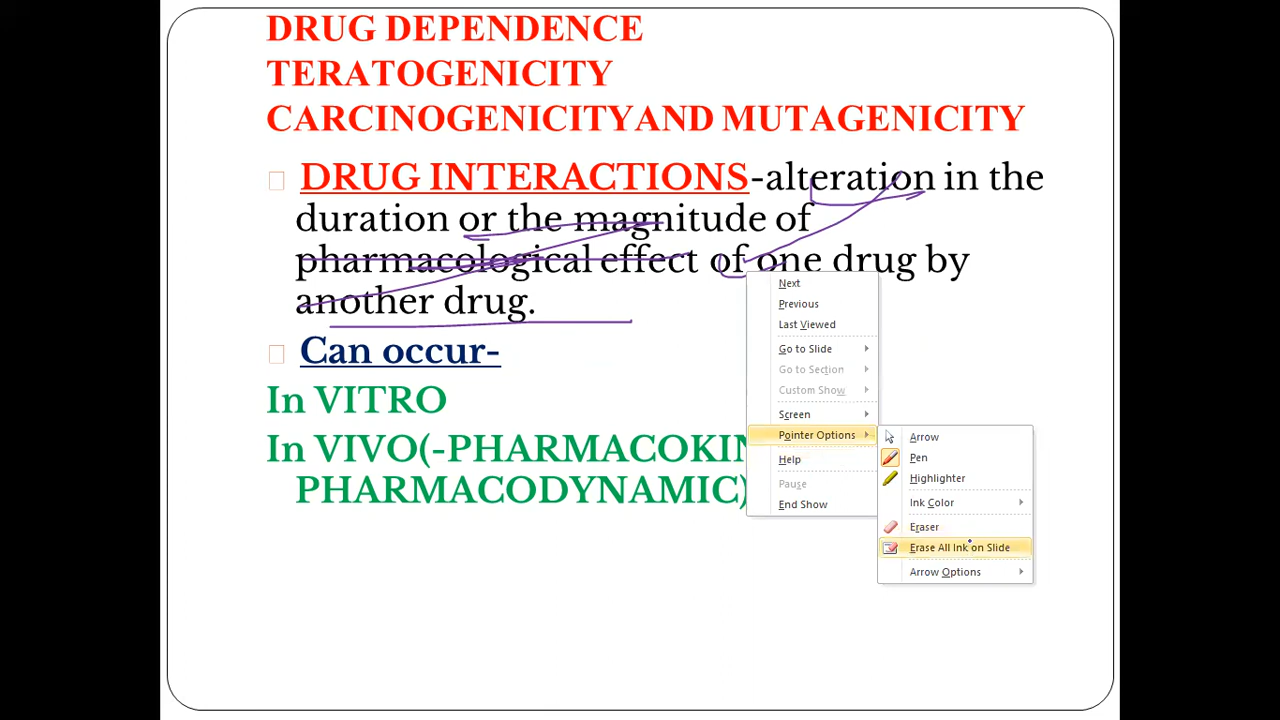 DRUG DEPENDENCE
TERATOGENICITY
CARCINOGENICITYAND MUTAGENICITY
DRUG INTERACTIONS-alteration in the
duration or the magnitude of
pharmacological effect of one drug by
another drug.
Can occur-
In VITRO
In VIVO(-PHARMACOKIN
PHARMACODYNAMIC)
Next
Previous
Last Viewed
Go to Slide
Go to Section
Custom Show
Screen
Pointer Options
Help
Pause
End Show
Arrow
Pen
Highlighter
Ink Color
Eraser
Erase All Ink on Slide
Arrow Options